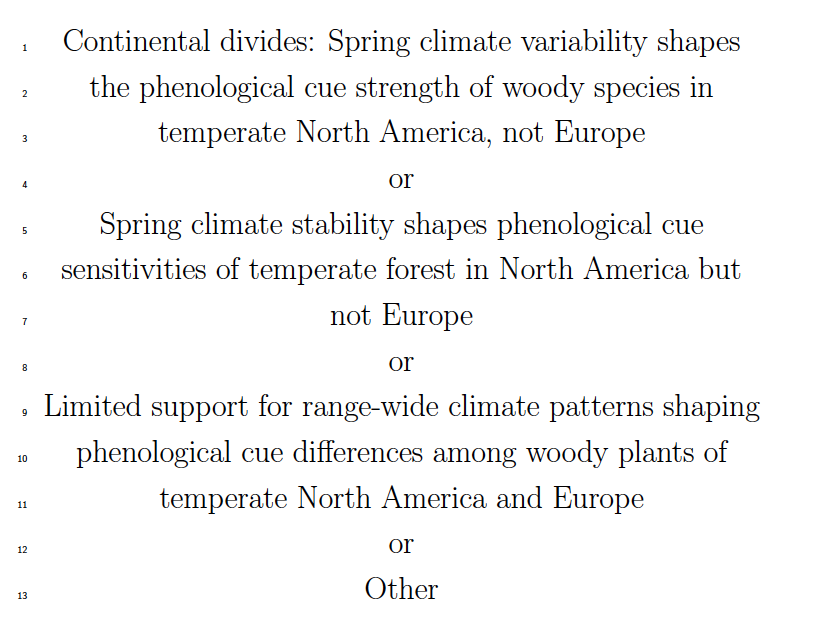 1 Continental divides: Spring climate variability shapes
2 the phenological cue strength of woody species in
3 temperate North America, not Europe
4 or
5 Spring climate stability shapes phenological cue
6 sensitivities of temperate forest in North America but
7 not Europe
8 or
9 Limited support for range-wide climate patterns shaping
10 phenological cue differences among woody plants of
11 temperate North America and Europe
12 or
13 Other